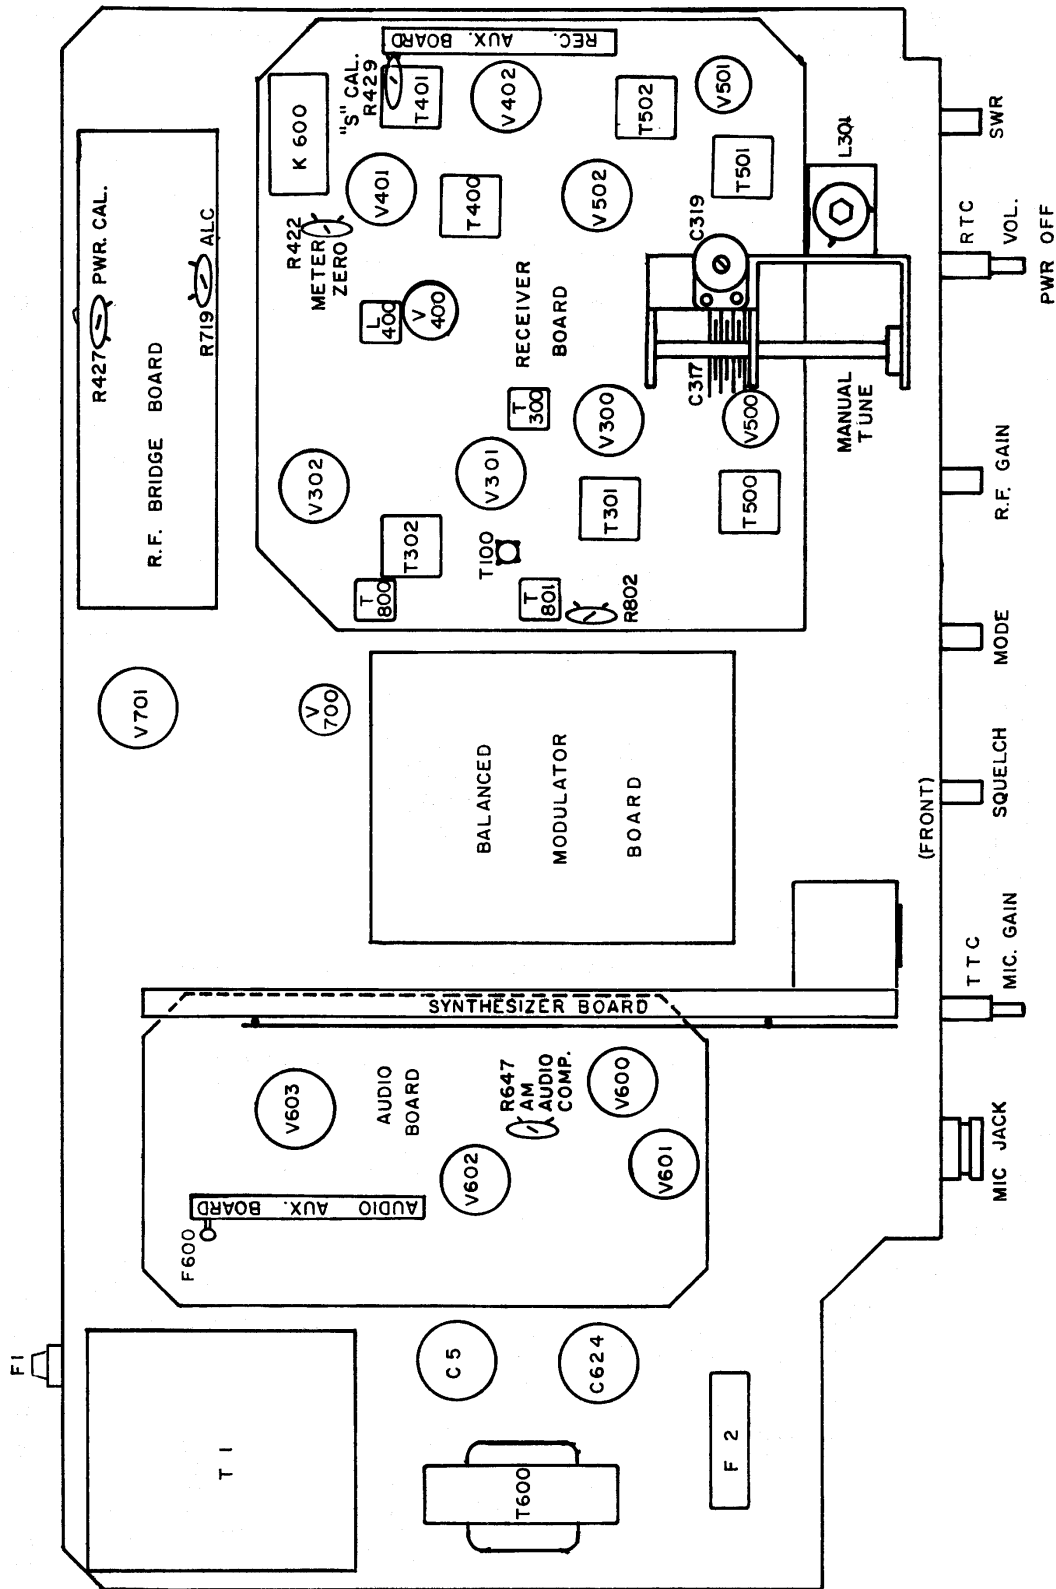 F1
T 1
T600
C 5
C624
F 2
F600
AUDIO AUX. BOARD
V603
AUDIO
BOARD
V602
R647
AM
AUDIO
COMP.
V600
V601
SYNTHESIZER BOARD
V701
V
700
BALANCED
MODULATOR
BOARD
R427
PWR. CAL.
R.F. BRIDGE BOARD
R719
ALC
K 600
"S" CAL.
R429
REC. AUX. BOARD
T401
V402
R422
METER
ZERO
V401
T400
L
400
V
400
V502
T502
V501
T501
RECEIVER
BOARD
C319
L301
C317
T
300
V300
V500
MANUAL
TUNE
V302
V301
T302
T301
T500
T100
T
800
T
801
R802
(FRONT)
MIC JACK
TTC
MIC. GAIN
SQUELCH
MODE
R.F. GAIN
RTC
VOL.
PWR OFF
SWR